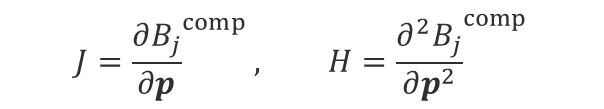 J = ∂B_j^comp / ∂𝒑 , H = ∂²B_j^comp / ∂𝒑²